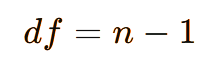 df = n − 1